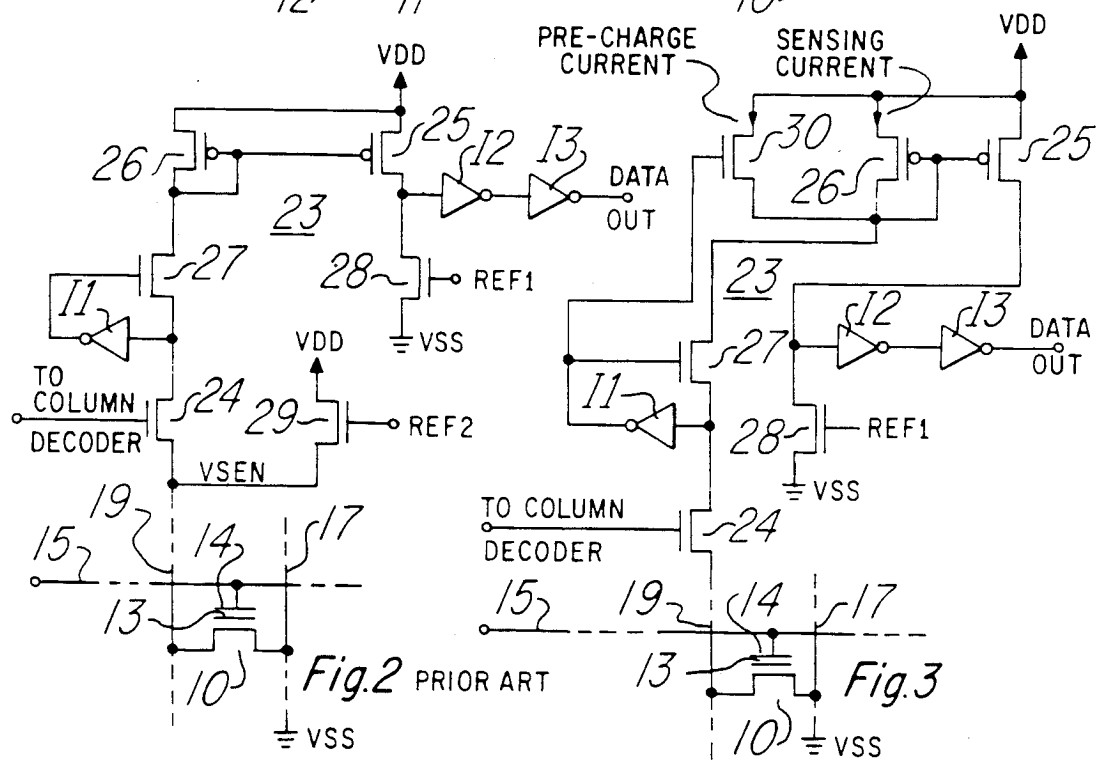 PRE-CHARGE
CURRENT
SENSING
CURRENT
VDD
VDD
26
25
I2
I3
DATA
OUT
23
27
I1
28
REF1
VSS
VDD
TO
COLUMN
DECODER
24
29
REF2
VSEN
19
17
15
14
13
10
VSS
Fig.2 PRIOR ART
30
26
25
23
27
I1
I2
I3
DATA
OUT
28
REF1
VSS
TO COLUMN
DECODER
24
15
19
14
17
13
10
VSS
Fig.3